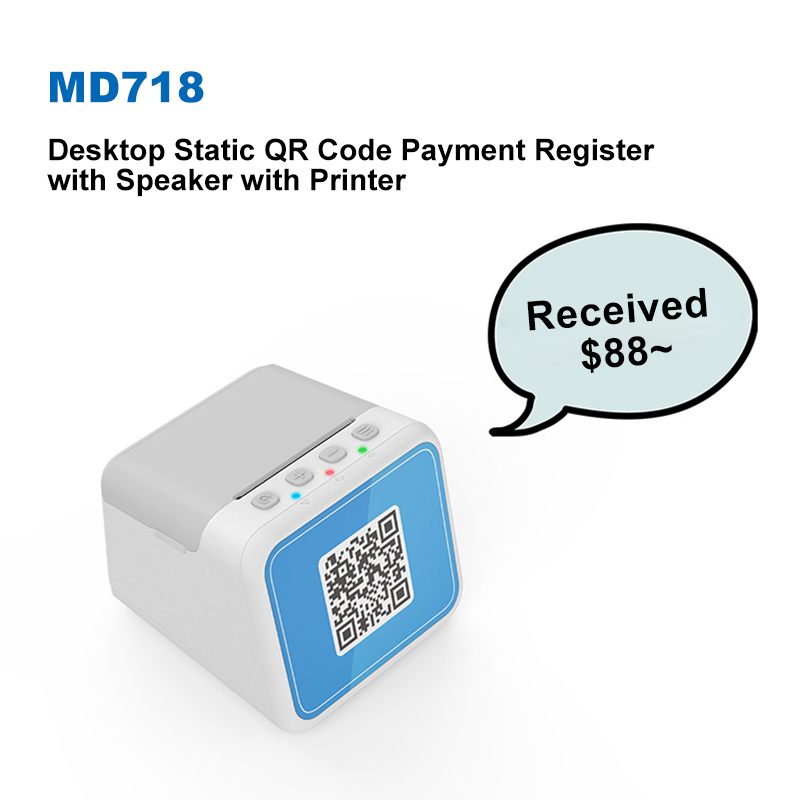 MD718
Desktop Static QR Code Payment Register
with Speaker with Printer
Received
$88~